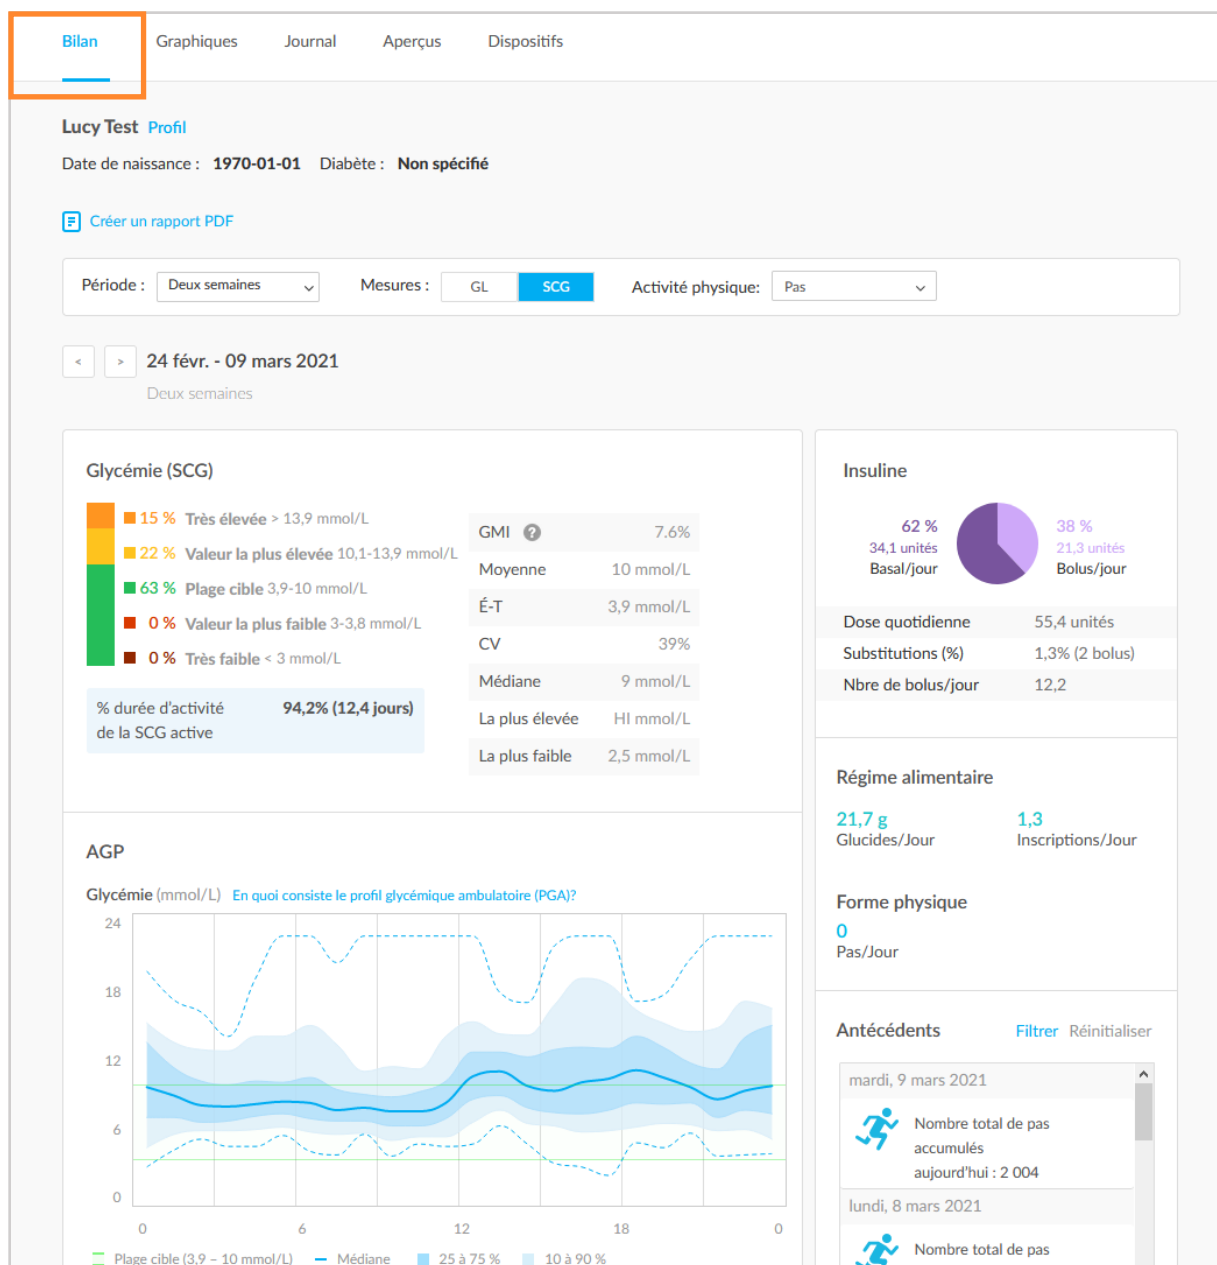 Bilan Graphiques Journal Aperçus Dispositifs
Lucy Test Profil
Date de naissance : 1970-01-01 Diabète : Non spécifié
Créer un rapport PDF
Période : Deux semaines Mesures : GL SCG Activité physique: Pas
< > 24 févr. - 09 mars 2021
Deux semaines
Glycémie (SCG)
15 % Très élevée > 13,9 mmol/L
22 % Valeur la plus élevée 10,1-13,9 mmol/L
63 % Plage cible 3,9-10 mmol/L
0 % Valeur la plus faible 3-3,8 mmol/L
0 % Très faible < 3 mmol/L
% durée d'activité 94,2% (12,4 jours)
de la SCG active
GMI ? 7.6%
Moyenne 10 mmol/L
É-T 3,9 mmol/L
CV 39%
Médiane 9 mmol/L
La plus élevée HI mmol/L
La plus faible 2,5 mmol/L
AGP
Glycémie (mmol/L) En quoi consiste le profil glycémique ambulatoire (PGA)?
24
18
12
6
0
0 6 12 18 0
Plage cible (3,9 – 10 mmol/L) Médiane 25 à 75 % 10 à 90 %
Insuline
62 % 38 %
34,1 unités 21,3 unités
Basal/jour Bolus/jour
Dose quotidienne 55,4 unités
Substitutions (%) 1,3% (2 bolus)
Nbre de bolus/jour 12,2
Régime alimentaire
21,7 g 1,3
Glucides/Jour Inscriptions/Jour
Forme physique
0
Pas/Jour
Antécédents Filtrer Réinitialiser
mardi, 9 mars 2021
Nombre total de pas
accumulés
aujourd'hui : 2 004
lundi, 8 mars 2021
Nombre total de pas